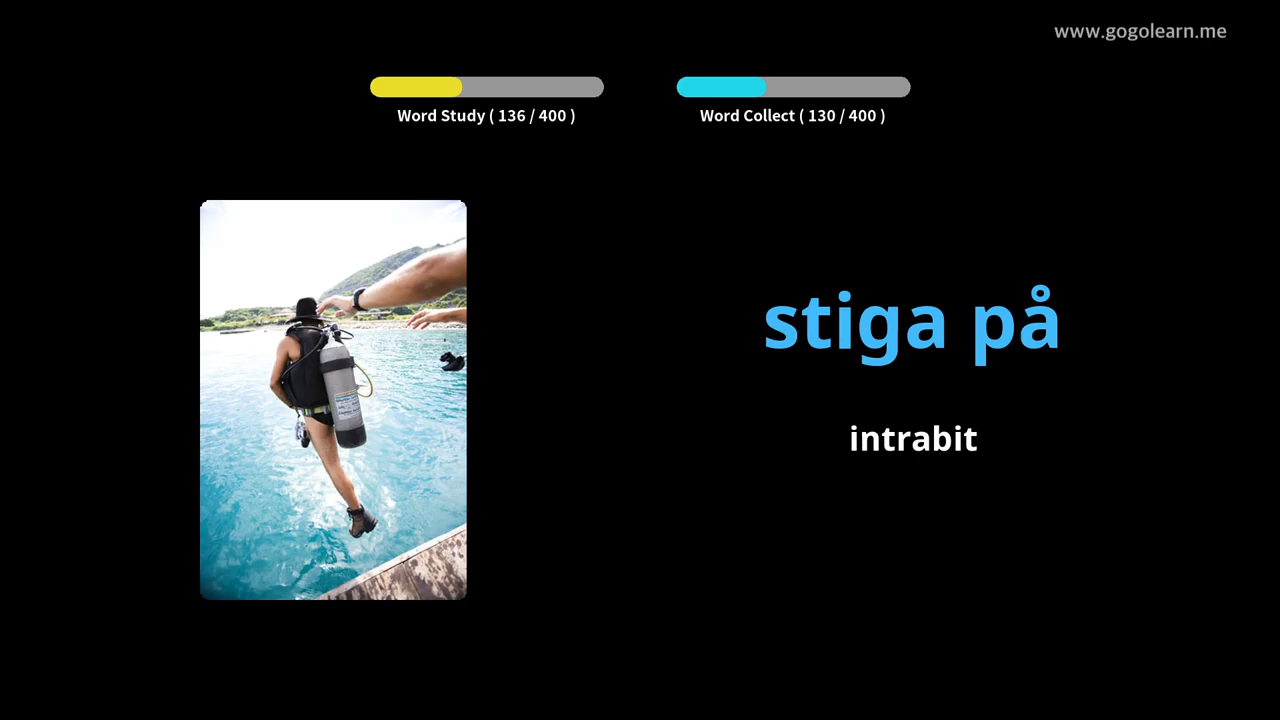 www.gogolearn.me
Word Study ( 136 / 400 )
Word Collect ( 130 / 400 )
stiga på
intrabit